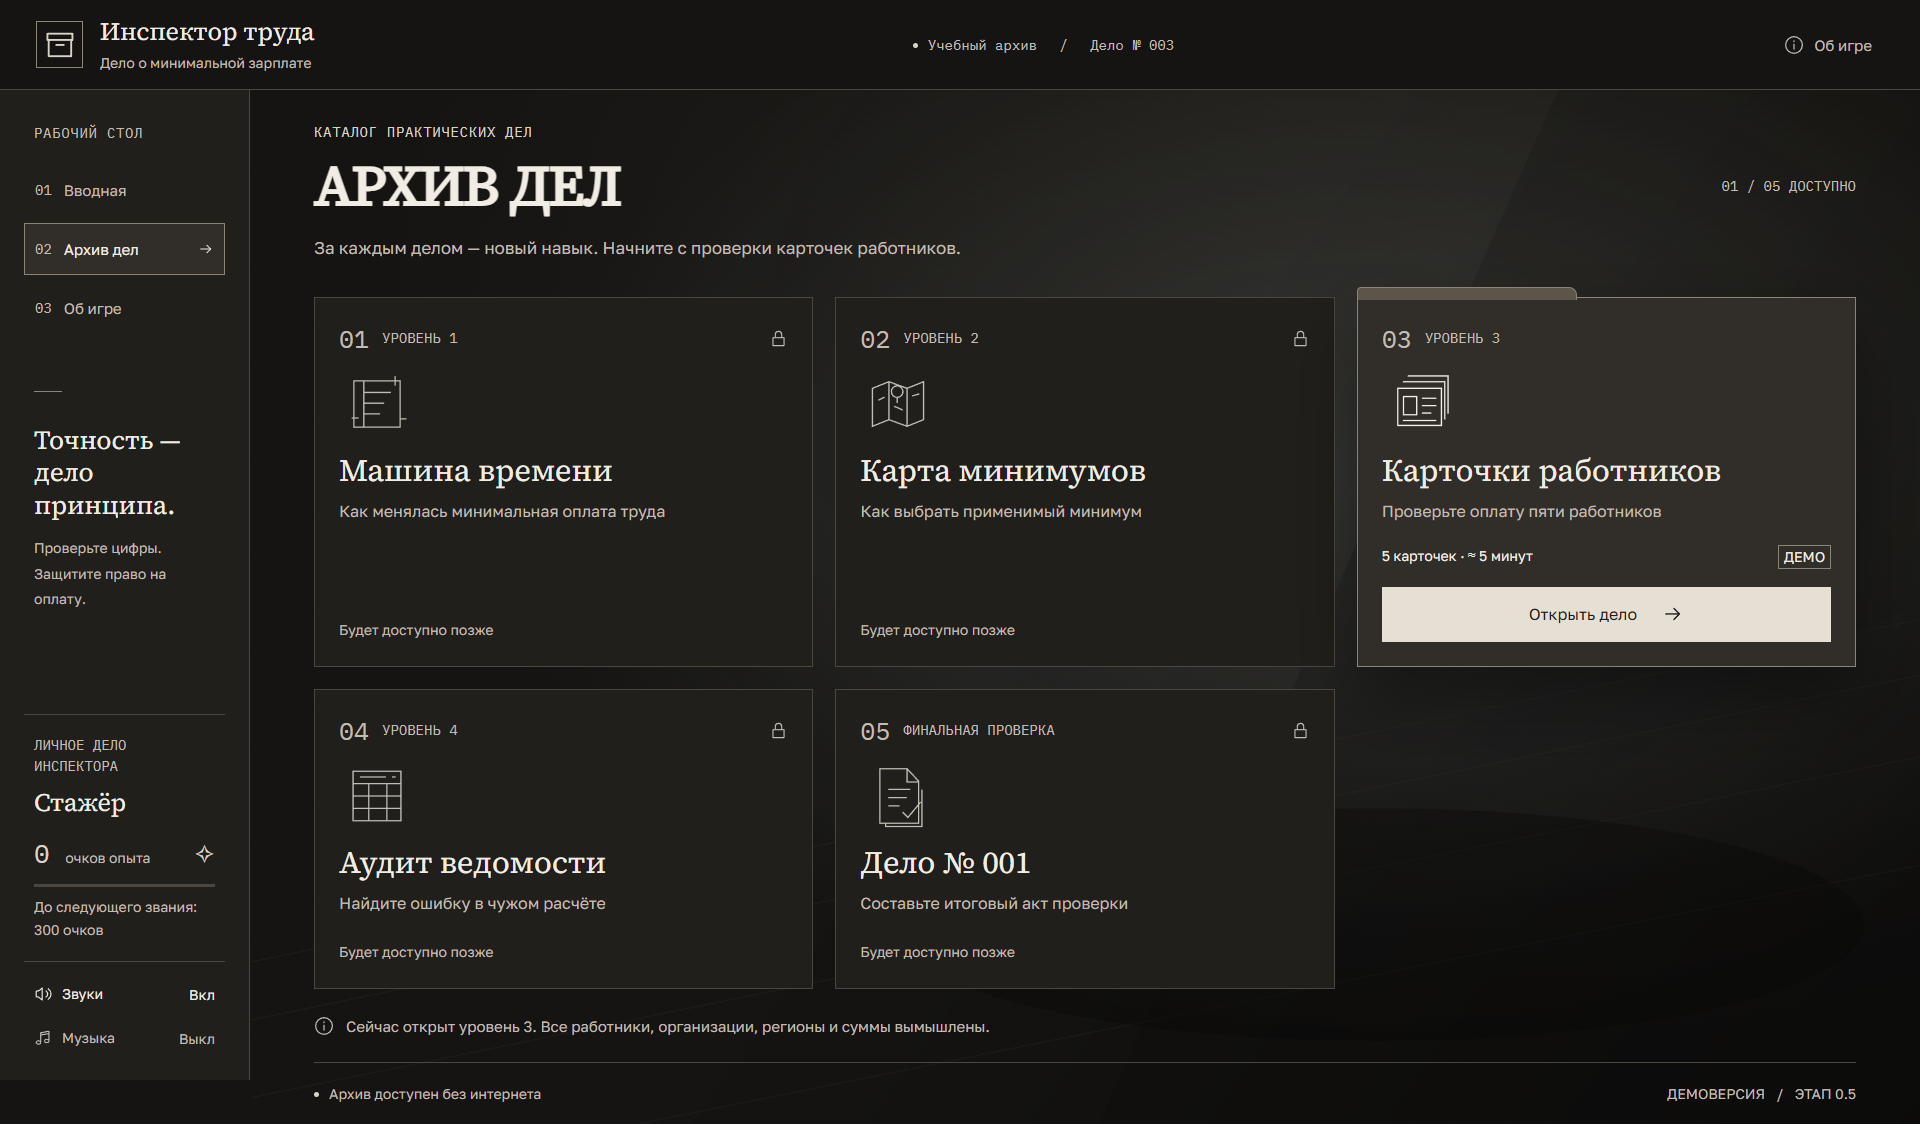 Инспектор труда
Дело о минимальной зарплате
• Учебный архив / Дело № 003
Об игре
РАБОЧИЙ СТОЛ
01 Вводная
02 Архив дел →
03 Об игре
Точность —
дело
принципа.
Проверьте цифры.
Защитите право на
оплату.
ЛИЧНОЕ ДЕЛО
ИНСПЕКТОРА
Стажёр
0 очков опыта
До следующего звания:
300 очков
Звуки Вкл
Музыка Выкл
КАТАЛОГ ПРАКТИЧЕСКИХ ДЕЛ
АРХИВ ДЕЛ
01 / 05 ДОСТУПНО
За каждым делом — новый навык. Начните с проверки карточек работников.
01 УРОВЕНЬ 1
Машина времени
Как менялась минимальная оплата труда
Будет доступно позже
02 УРОВЕНЬ 2
Карта минимумов
Как выбрать применимый минимум
Будет доступно позже
03 УРОВЕНЬ 3
Карточки работников
Проверьте оплату пяти работников
5 карточек · ≈ 5 минут
ДЕМО
Открыть дело →
04 УРОВЕНЬ 4
Аудит ведомости
Найдите ошибку в чужом расчёте
Будет доступно позже
05 ФИНАЛЬНАЯ ПРОВЕРКА
Дело № 001
Составьте итоговый акт проверки
Будет доступно позже
Сейчас открыт уровень 3. Все работники, организации, регионы и суммы вымышлены.
• Архив доступен без интернета
ДЕМОВЕРСИЯ / ЭТАП 0.5